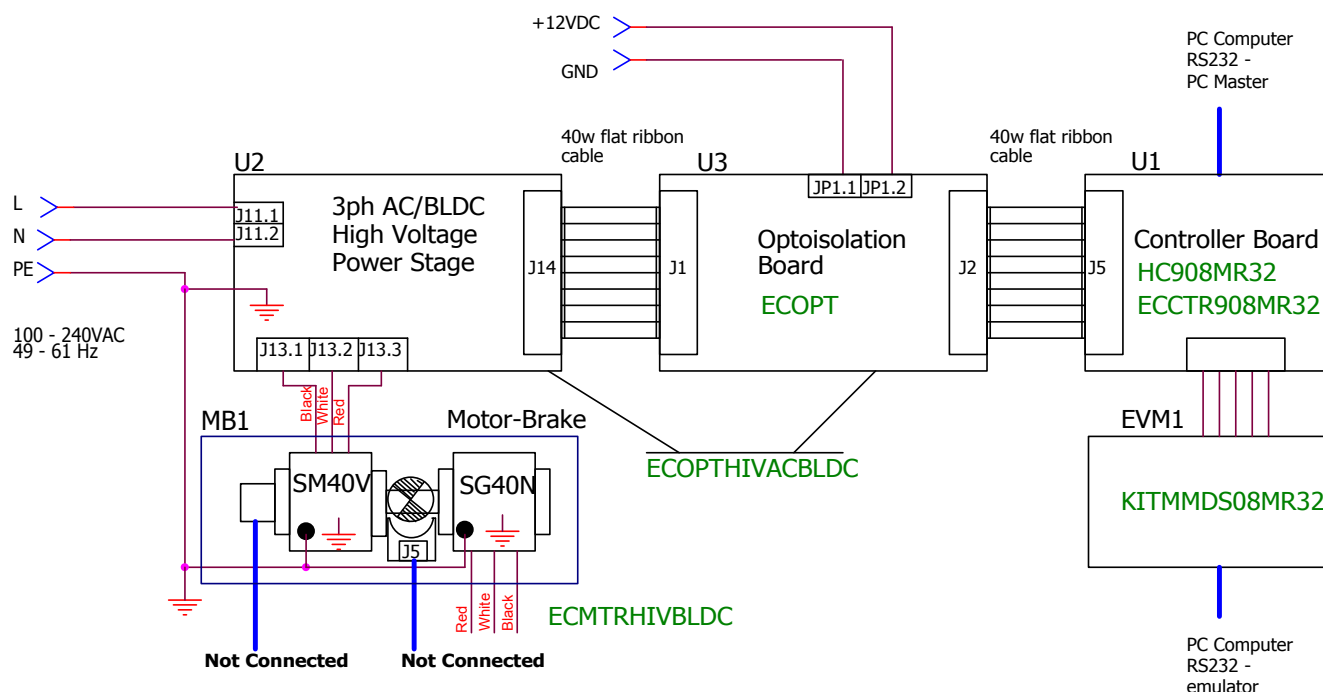 +12VDC
GND
PC Computer
RS232 -
PC Master
40w flat ribbon
cable
40w flat ribbon
cable
U2
U3
U1
L
N
PE
100 - 240VAC
49 - 61 Hz
J11.1
J11.2
3ph AC/BLDC
High Voltage
Power Stage
J14
J1
JP1.1
JP1.2
Optoisolation
Board
ECOPT
J2
J5
Controller Board
HC908MR32
ECCTR908MR32
J13.1
J13.2
J13.3
Black
White
Red
MB1
Motor-Brake
ECOPTHIVACBLDC
EVM1
KITMMDS08MR32
SM40V
SG40N
J5
Red
White
Black
ECMTRHIVBLDC
Not Connected
Not Connected
PC Computer
RS232 -
emulator